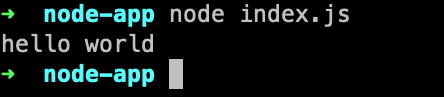 ➜ node-app node index.js
hello world
➜ node-app